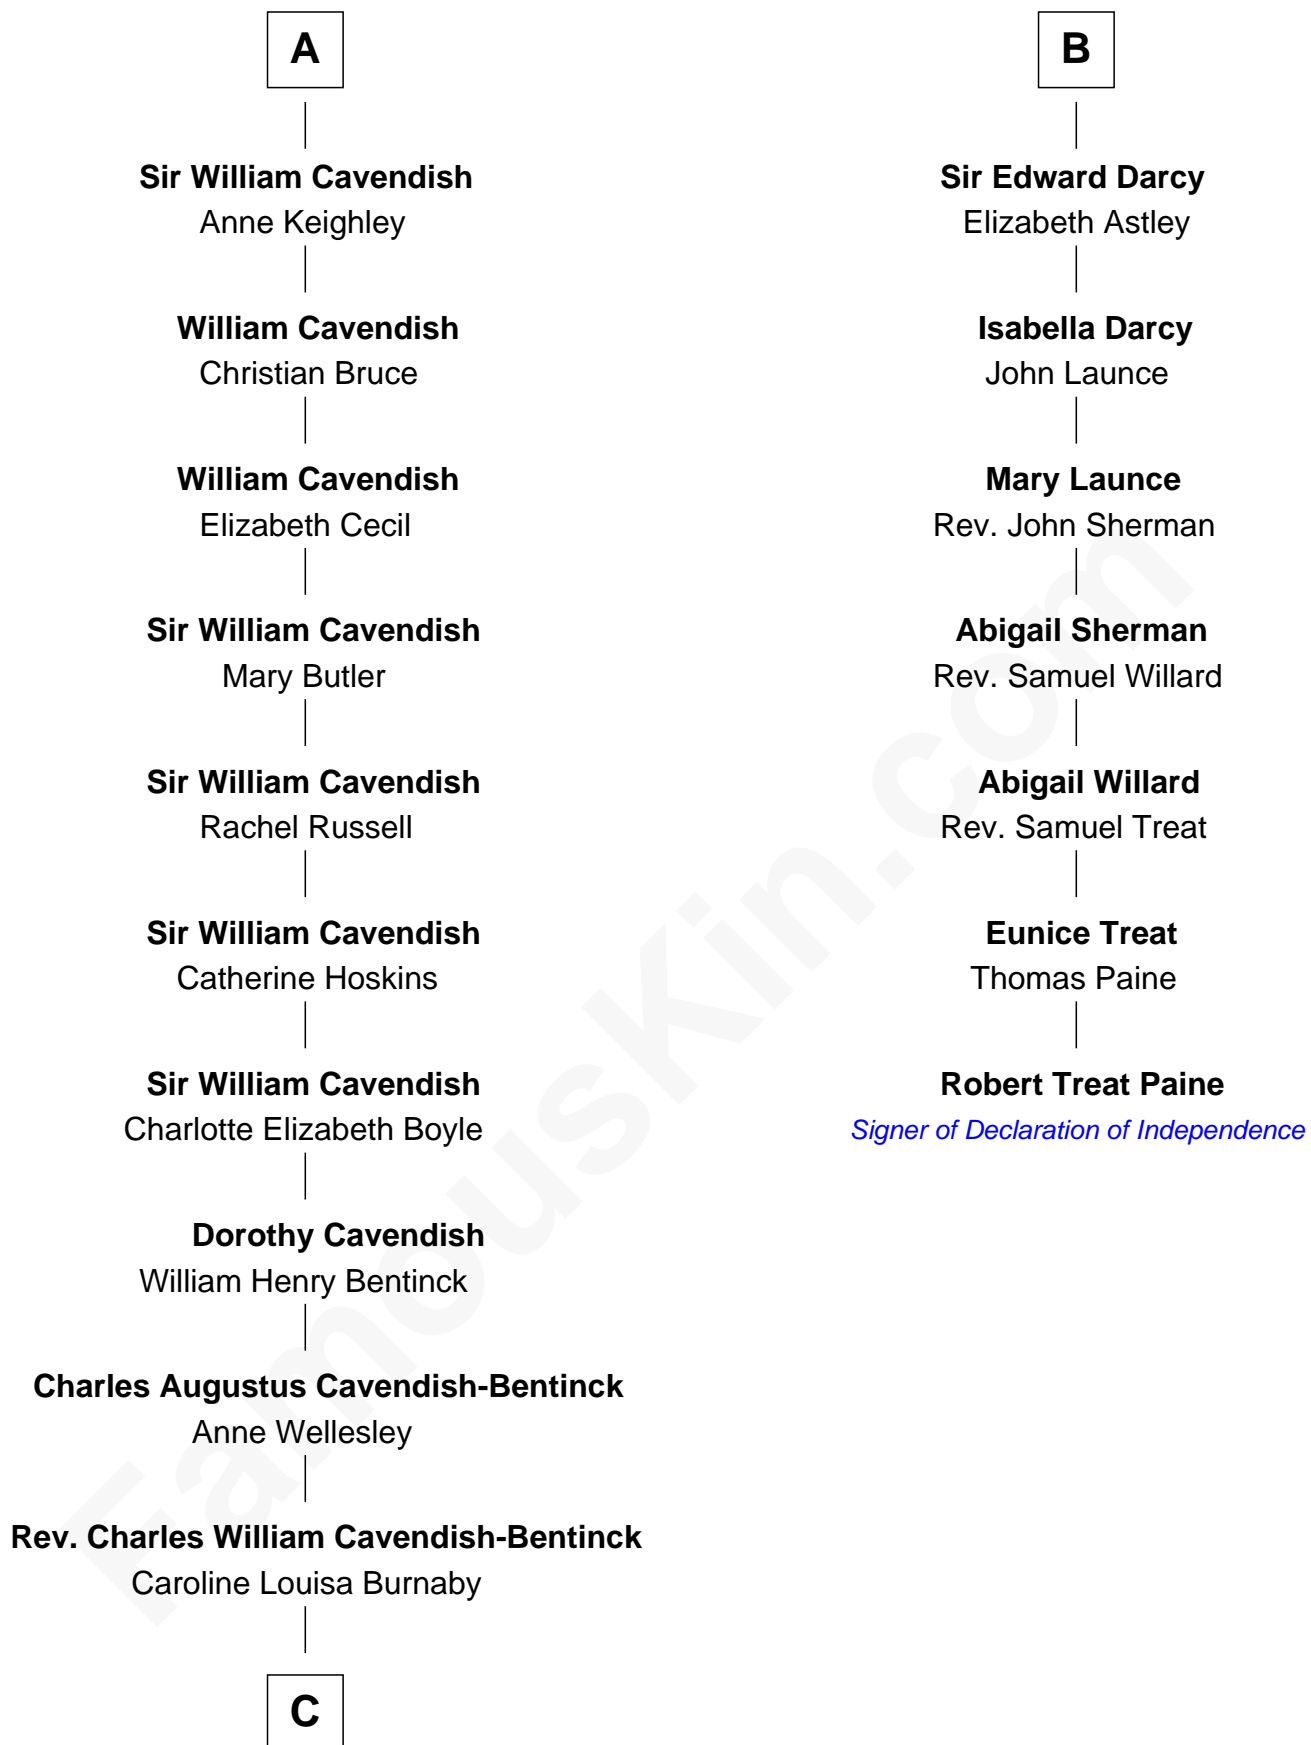 A
Sir William Cavendish
Anne Keighley
William Cavendish
Christian Bruce
William Cavendish
Elizabeth Cecil
Sir William Cavendish
Mary Butler
Sir William Cavendish
Rachel Russell
Sir William Cavendish
Catherine Hoskins
Sir William Cavendish
Charlotte Elizabeth Boyle
Dorothy Cavendish
William Henry Bentinck
Charles Augustus Cavendish-Bentinck
Anne Wellesley
Rev. Charles William Cavendish-Bentinck
Caroline Louisa Burnaby
C
B
Sir Edward Darcy
Elizabeth Astley
Isabella Darcy
John Launce
Mary Launce
Rev. John Sherman
Abigail Sherman
Rev. Samuel Willard
Abigail Willard
Rev. Samuel Treat
Eunice Treat
Thomas Paine
Robert Treat Paine
Signer of Declaration of Independence
FamousKin.com